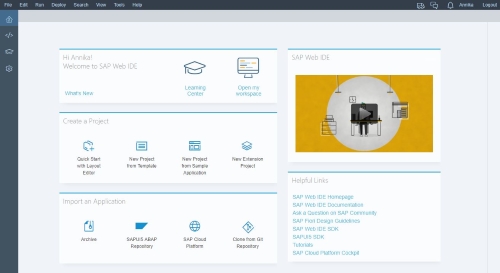 File Edit Run Deploy Search View Tools Help Annika Logout
Hi Annika!
Welcome to SAP Web IDE
What's New
Learning
Center
Open my
workspace
SAP Web IDE
Create a Project
Quick Start
with Layout
Editor
New Project
from Template
New Project
from Sample
Application
New Extension
Project
Import an Application
Archive
SAPUI5 ABAP
Repository
SAP Cloud
Platform
Clone from Git
Repository
Helpful Links
SAP Web IDE Homepage
SAP Web IDE Documentation
Ask a Question on SAP Community
SAP Fiori Design Guidelines
SAP Web IDE SDK
SAPUI5 SDK
Tutorials
SAP Cloud Platform Cockpit